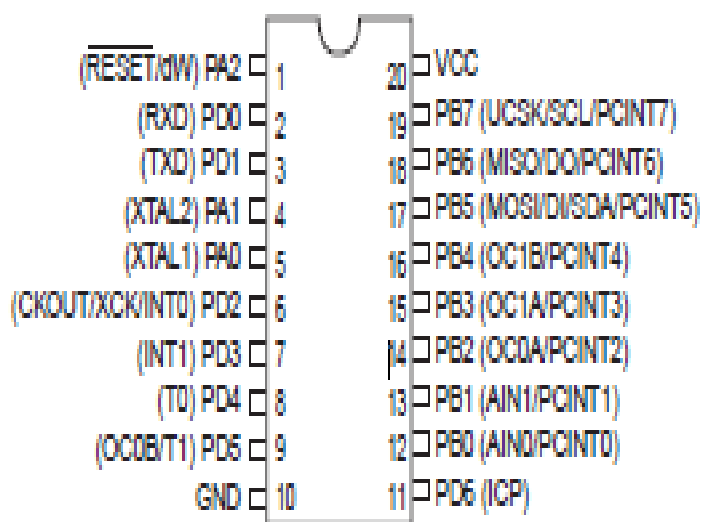 (RESET/dW) PA2 1
20 VCC
(RXD) PD0 2
19 PB7 (UCSK/SCL/PCINT7)
(TXD) PD1 3
18 PB6 (MISO/DO/PCINT6)
(XTAL2) PA1 4
17 PB5 (MOSI/DI/SDA/PCINT5)
(XTAL1) PA0 5
16 PB4 (OC1B/PCINT4)
(CKOUT/XCK/INT0) PD2 6
15 PB3 (OC1A/PCINT3)
(INT1) PD3 7
14 PB2 (OC0A/PCINT2)
(T0) PD4 8
13 PB1 (AIN1/PCINT1)
(OC0B/T1) PD5 9
12 PB0 (AIN0/PCINT0)
GND 10
11 PD6 (ICP)